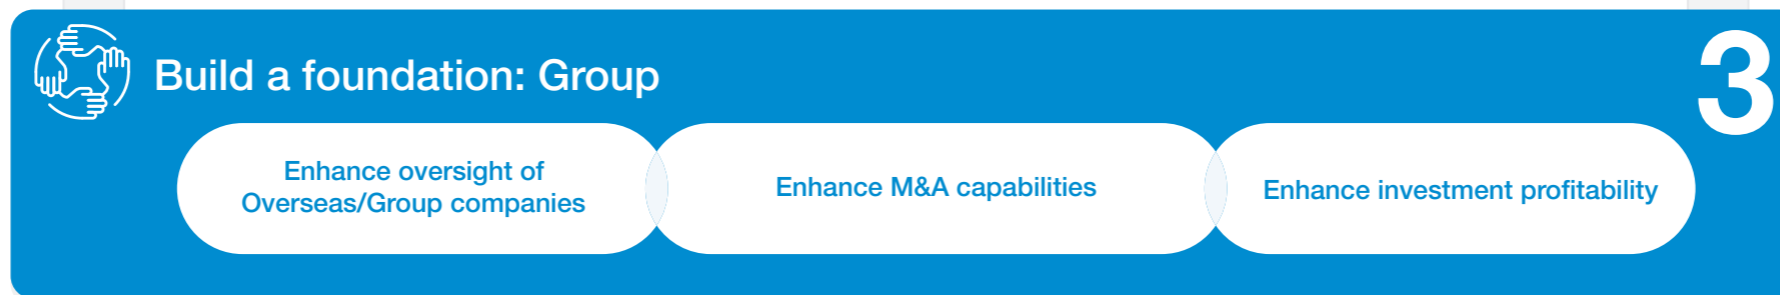 Build a foundation: Group
3
Enhance oversight of
Overseas/Group companies
Enhance M&A capabilities
Enhance investment profitability